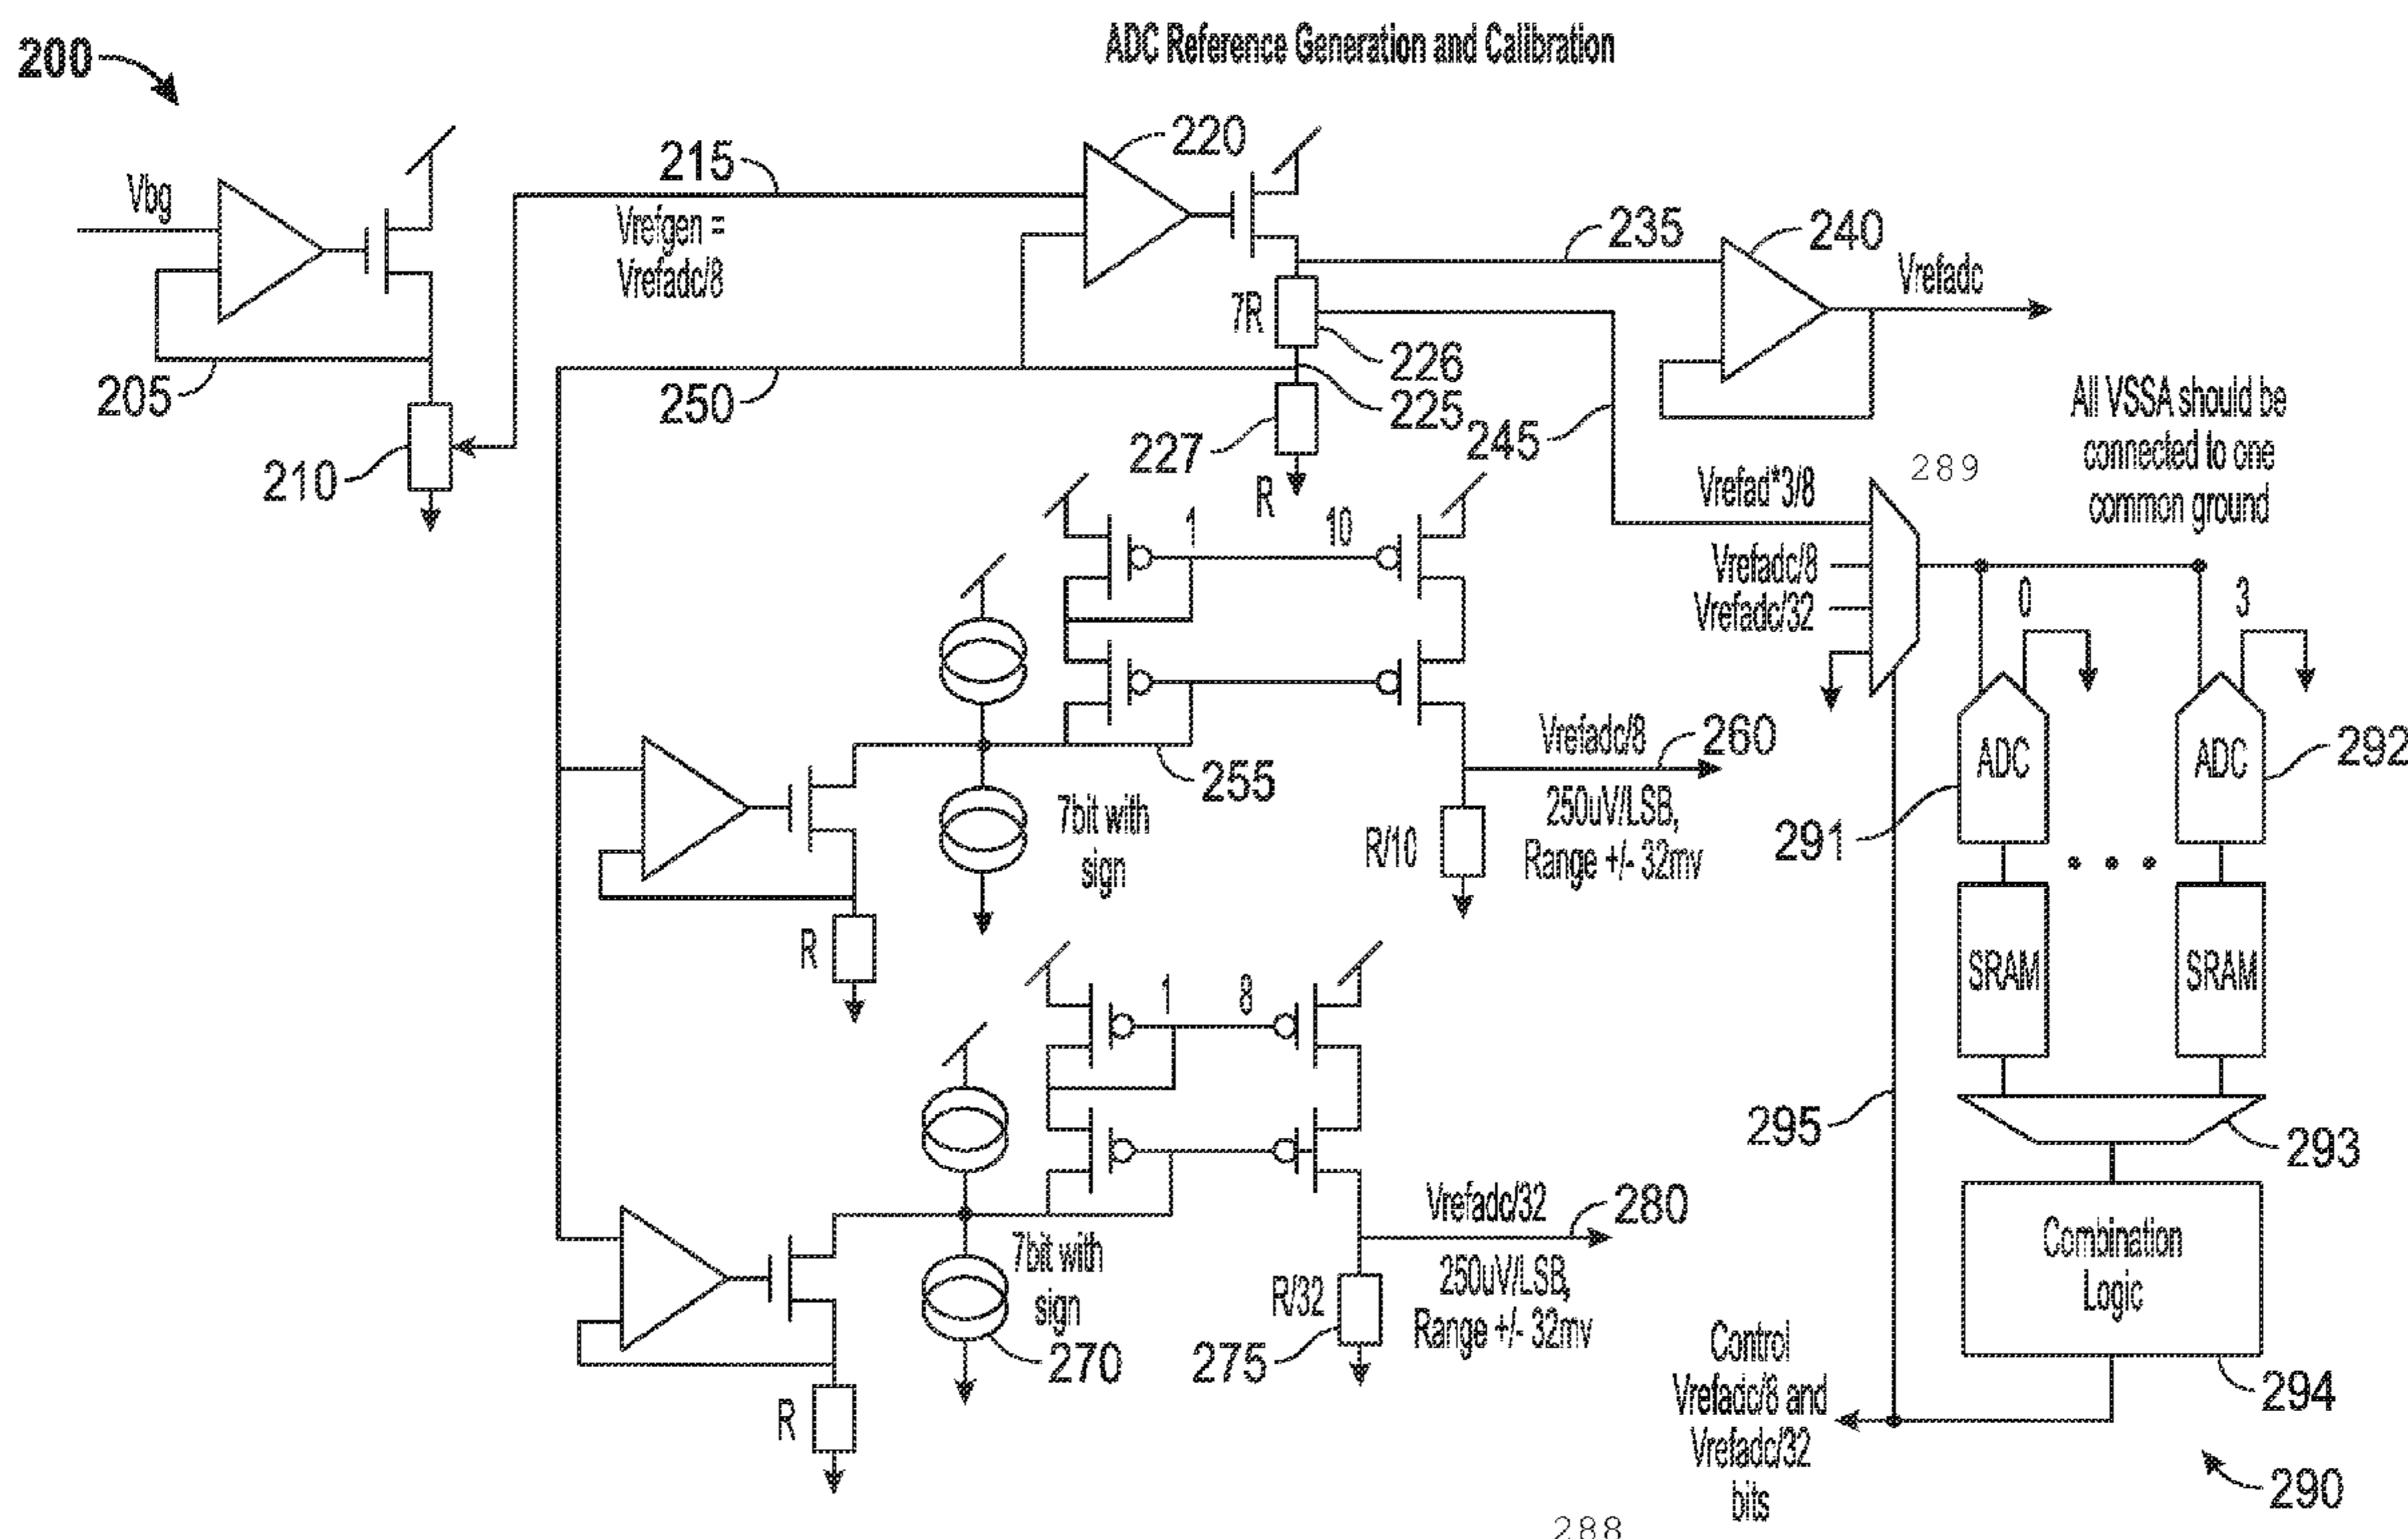 ADC Reference Generation and Calibration
200
Vbg
205
210
215
Vrefgen =
Vrefadc/8
220
7R
226
225
227
R
235
240
Vrefadc
245
250
All VSSA should be
connected to one
common ground
289
Vrefad*3/8
Vrefadc/8
Vrefadc/32
0
3
1
10
255
7bit with
sign
R
Vrefadc/8
260
250uV/LSB,
Range +/- 32mv
R/10
ADC
ADC
291
292
SRAM
SRAM
293
295
Combination
Logic
294
1
8
7bit with
sign
270
R
Vrefadc/32
280
250uV/LSB,
Range +/- 32mv
R/32
275
Control
Vrefadc/8 and
Vrefadc/32
bits
290
288